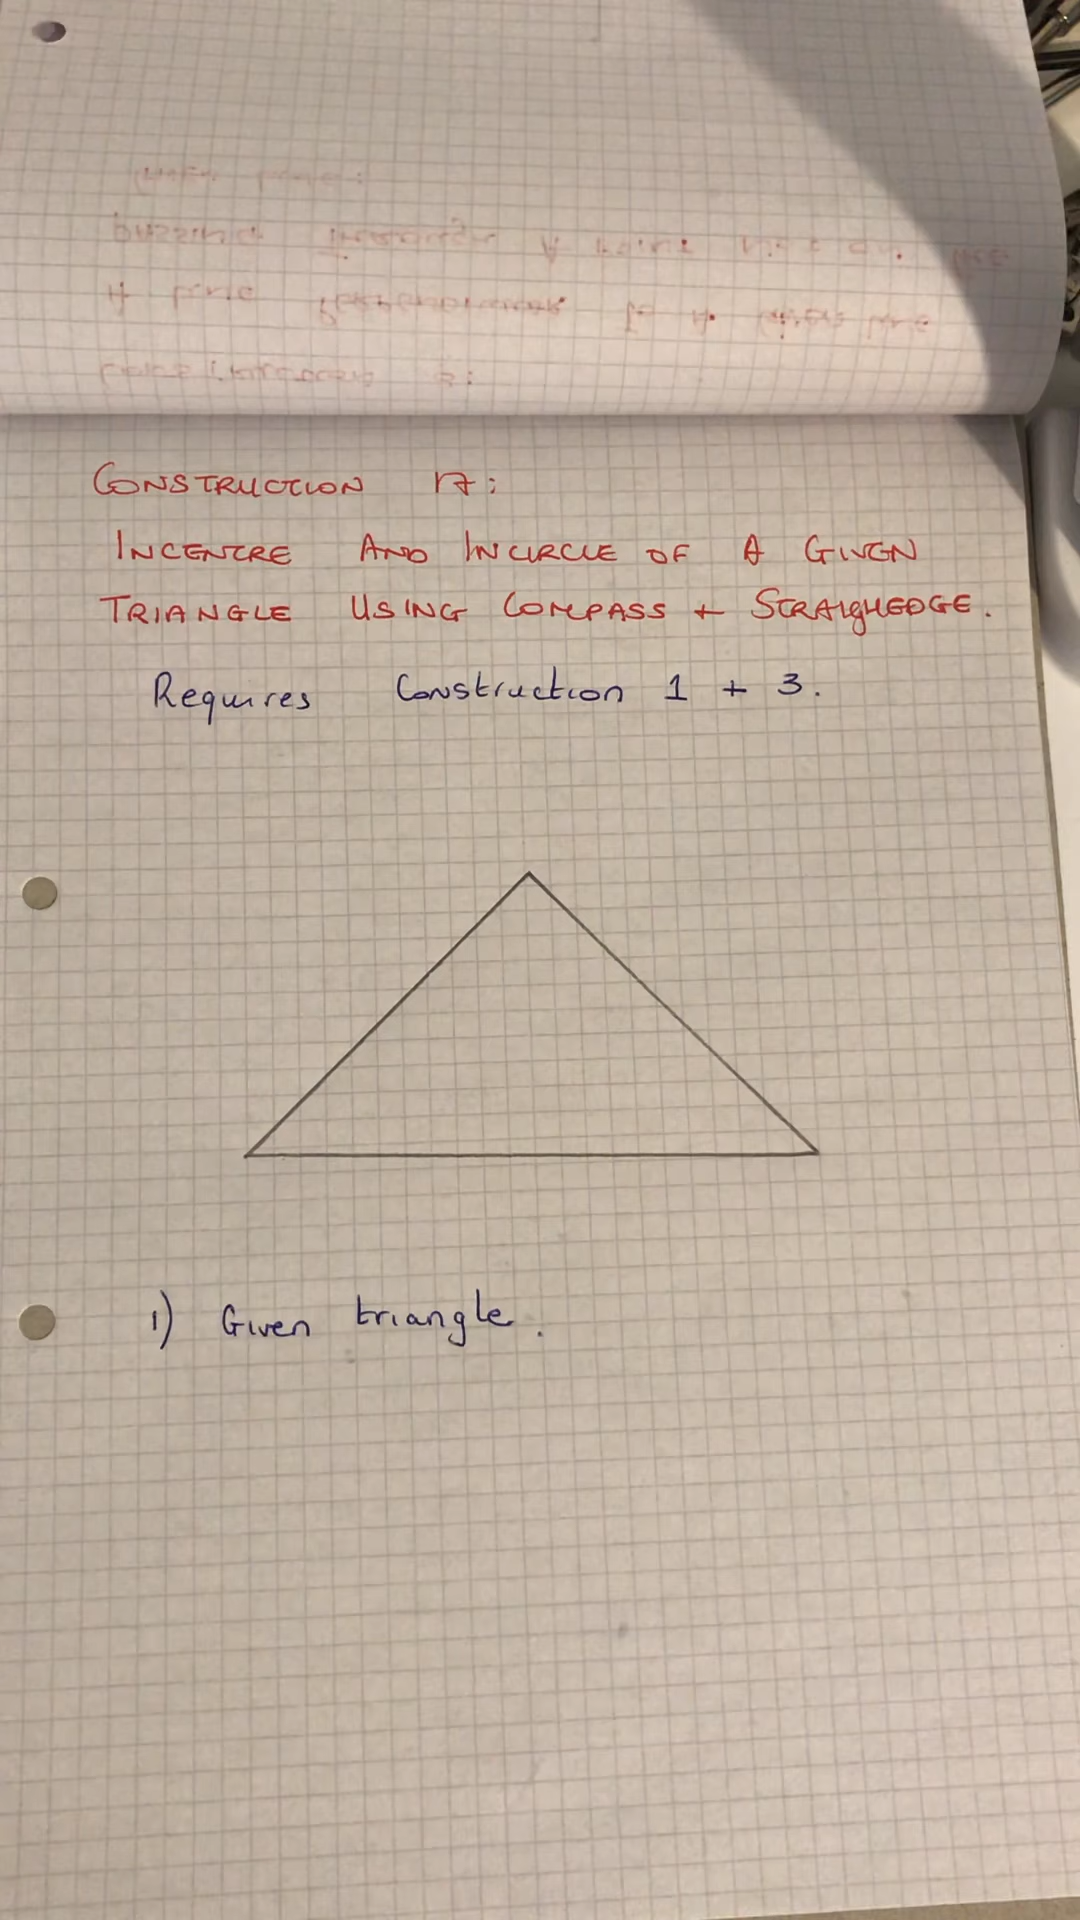 CONSTRUCTION 17:
INCENTRE AND INCIRCLE OF A GIVEN
TRIANGLE USING COMPASS + STRAIGHEDGE.
Requires Construction 1 + 3.
1) Given triangle.